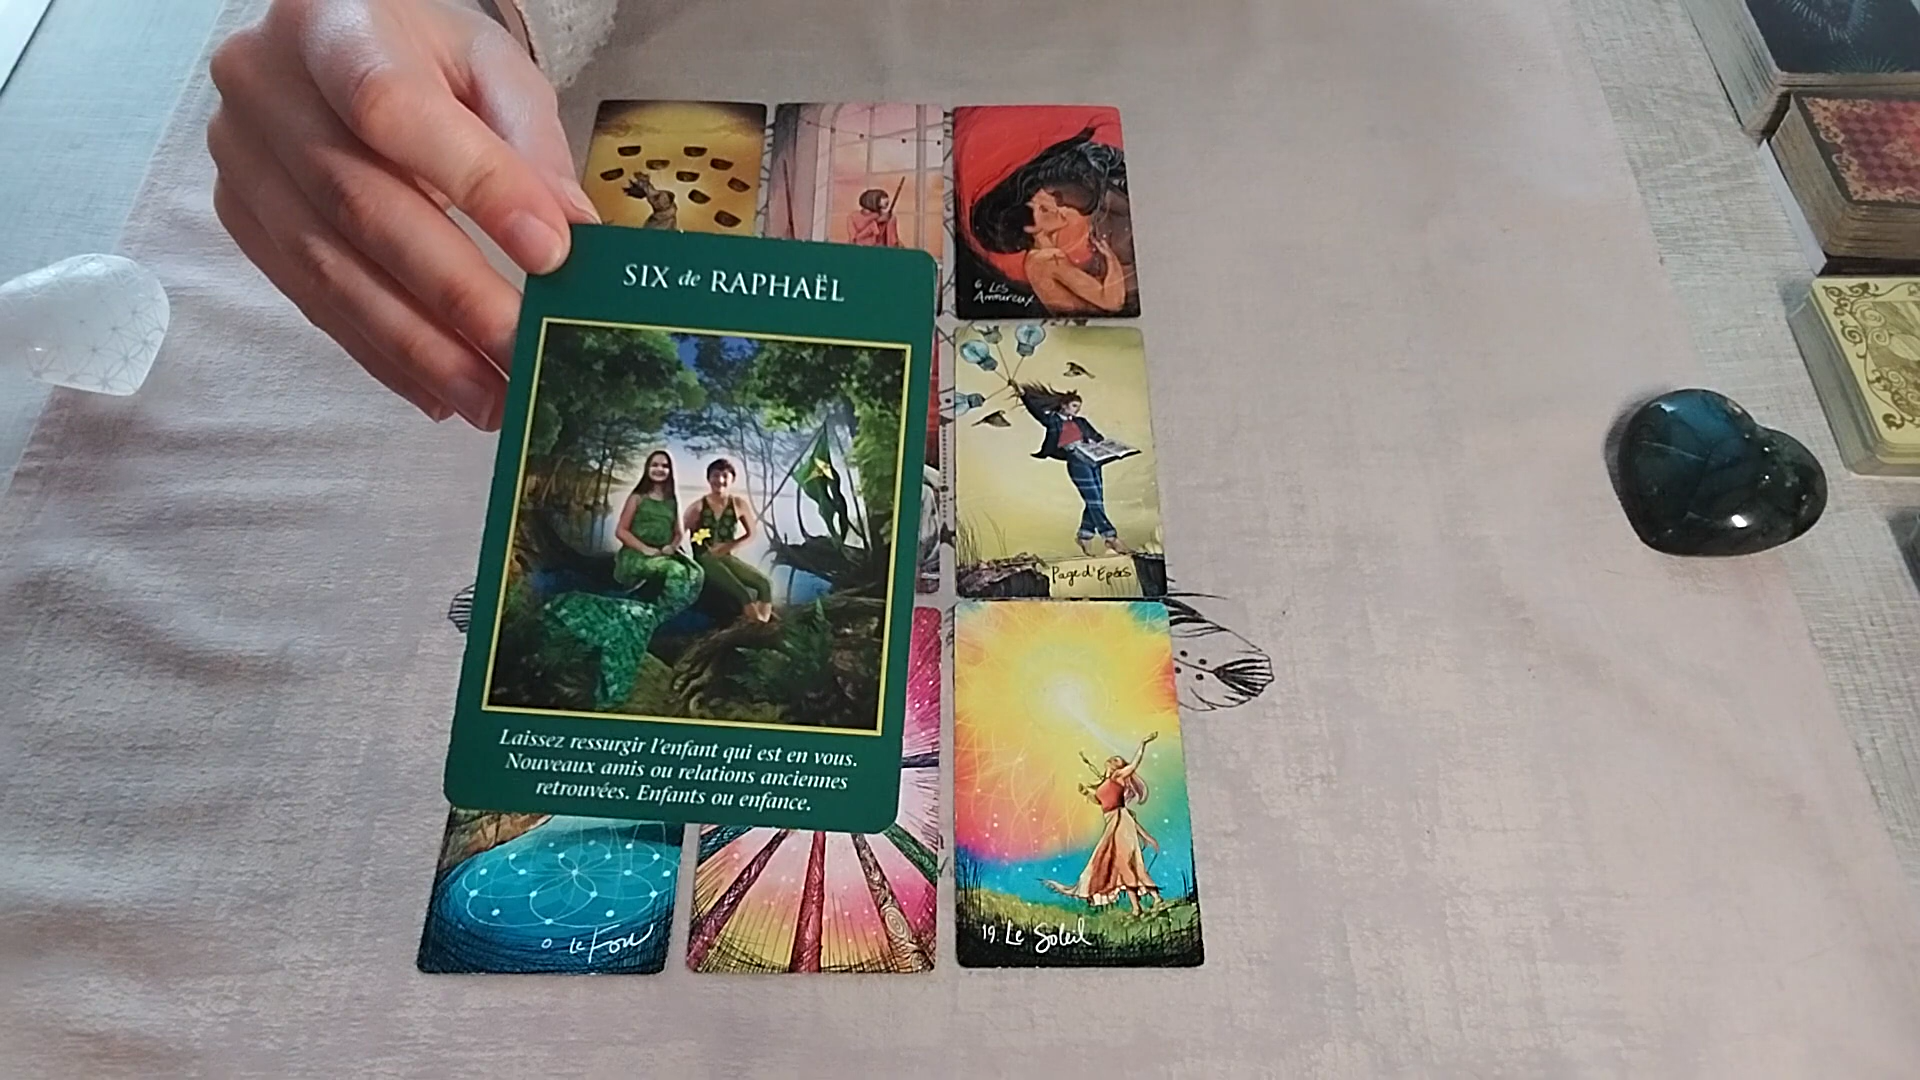 SIX de RAPHAËL
Laissez ressurgir l'enfant qui est en vous.
Nouveaux amis ou relations anciennes
retrouvées. Enfants ou enfance.
6. Les
Amoureux
Page d'Épées
0 Le Fou
19. Le Soleil